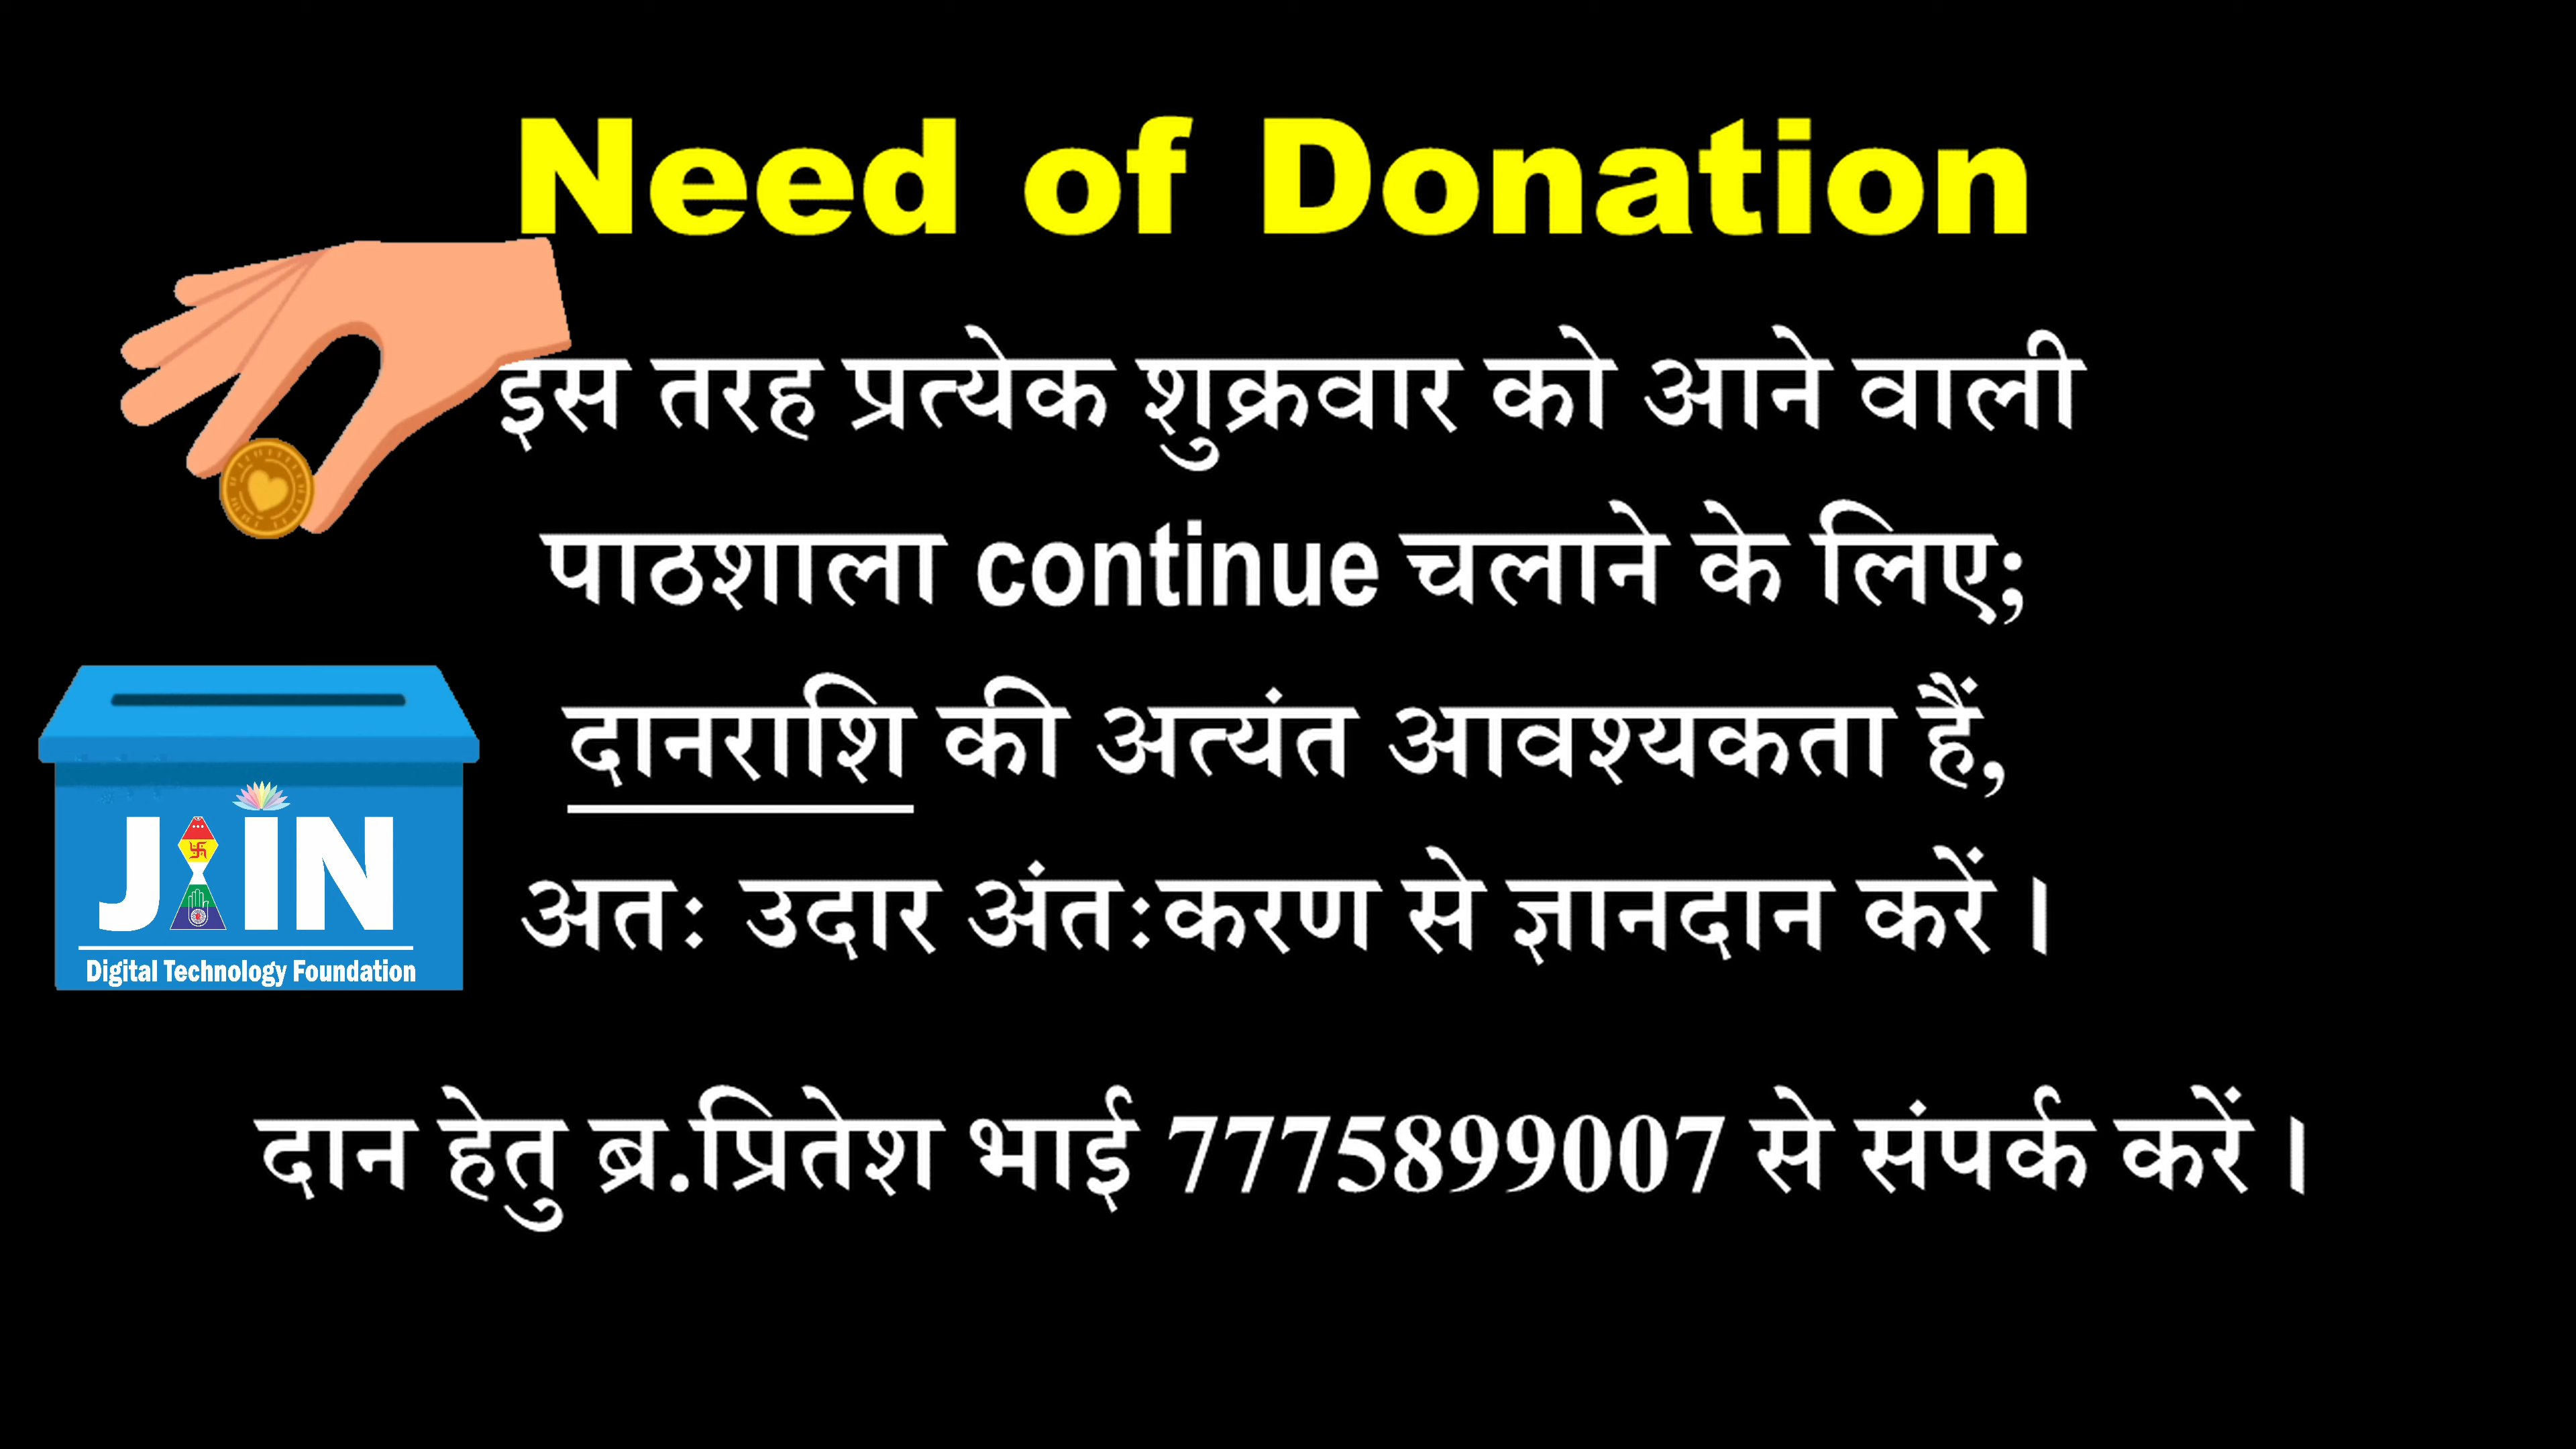 Need of Donation
इस तरह प्रत्येक शुक्रवार को आने वाली
पाठशाला continue चलाने के लिए;
दानराशि की अत्यंत आवश्यकता हैं,
अतः उदार अंतःकरण से ज्ञानदान करें।
JAIN
Digital Technology Foundation
दान हेतु ब्र.प्रितेश भाई 7775899007 से संपर्क करें।